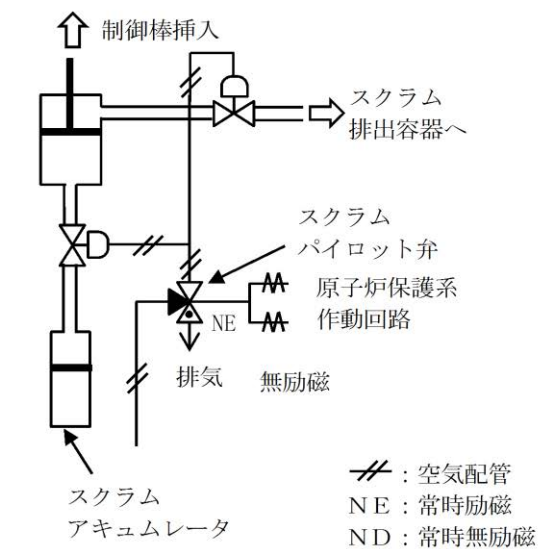 制御棒挿入
スクラム
排出容器へ
スクラム
パイロット弁
原子炉保護系
作動回路
NE
排気
無励磁
スクラム
アキュムレータ
：空気配管
ＮＥ：常時励磁
ＮＤ：常時無励磁